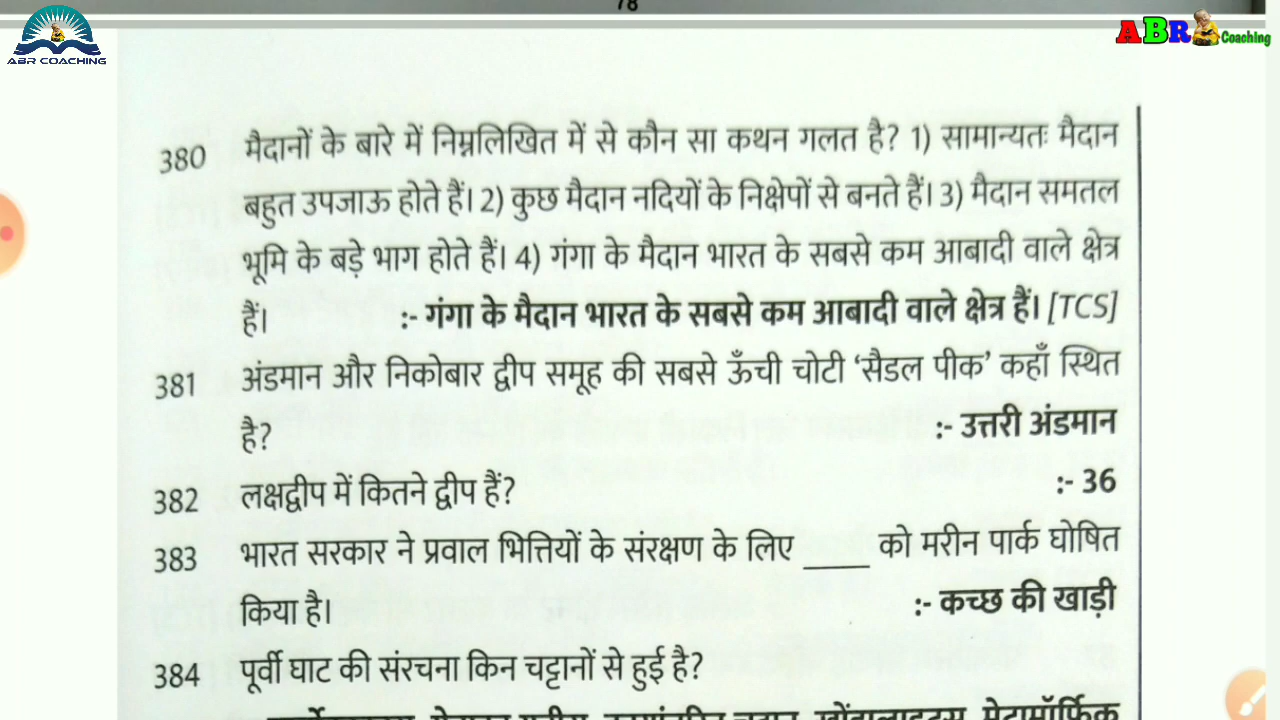 78
ABR COACHING
ABR Coaching
380 मैदानों के बारे में निम्नलिखित में से कौन सा कथन गलत है? 1) सामान्यतः मैदान
बहुत उपजाऊ होते हैं। 2) कुछ मैदान नदियों के निक्षेपों से बनते हैं। 3) मैदान समतल
भूमि के बड़े भाग होते हैं। 4) गंगा के मैदान भारत के सबसे कम आबादी वाले क्षेत्र
हैं। :- गंगा के मैदान भारत के सबसे कम आबादी वाले क्षेत्र हैं। [TCS]
381 अंडमान और निकोबार द्वीप समूह की सबसे ऊँची चोटी ‘सैडल पीक’ कहाँ स्थित
है? :- उत्तरी अंडमान
382 लक्षद्वीप में कितने द्वीप हैं? :- 36
383 भारत सरकार ने प्रवाल भित्तियों के संरक्षण के लिए ____ को मरीन पार्क घोषित
किया है। :- कच्छ की खाड़ी
384 पूर्वी घाट की संरचना किन चट्टानों से हुई है?